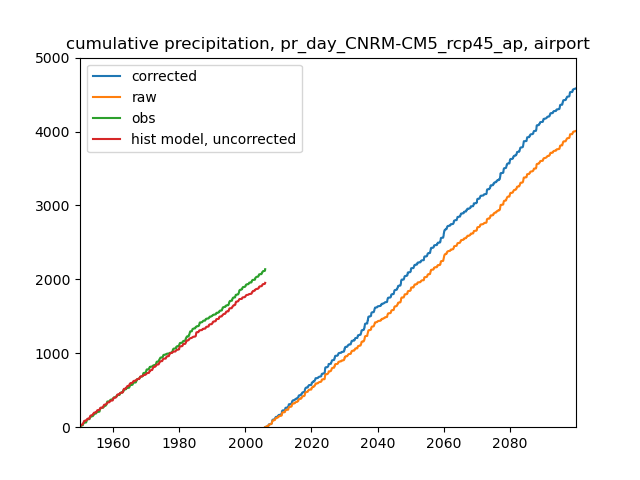 cumulative precipitation, pr_day_CNRM-CM5_rcp45_ap, airport
corrected
raw
obs
hist model, uncorrected
5000
4000
3000
2000
1000
0
1960 1980 2000 2020 2040 2060 2080